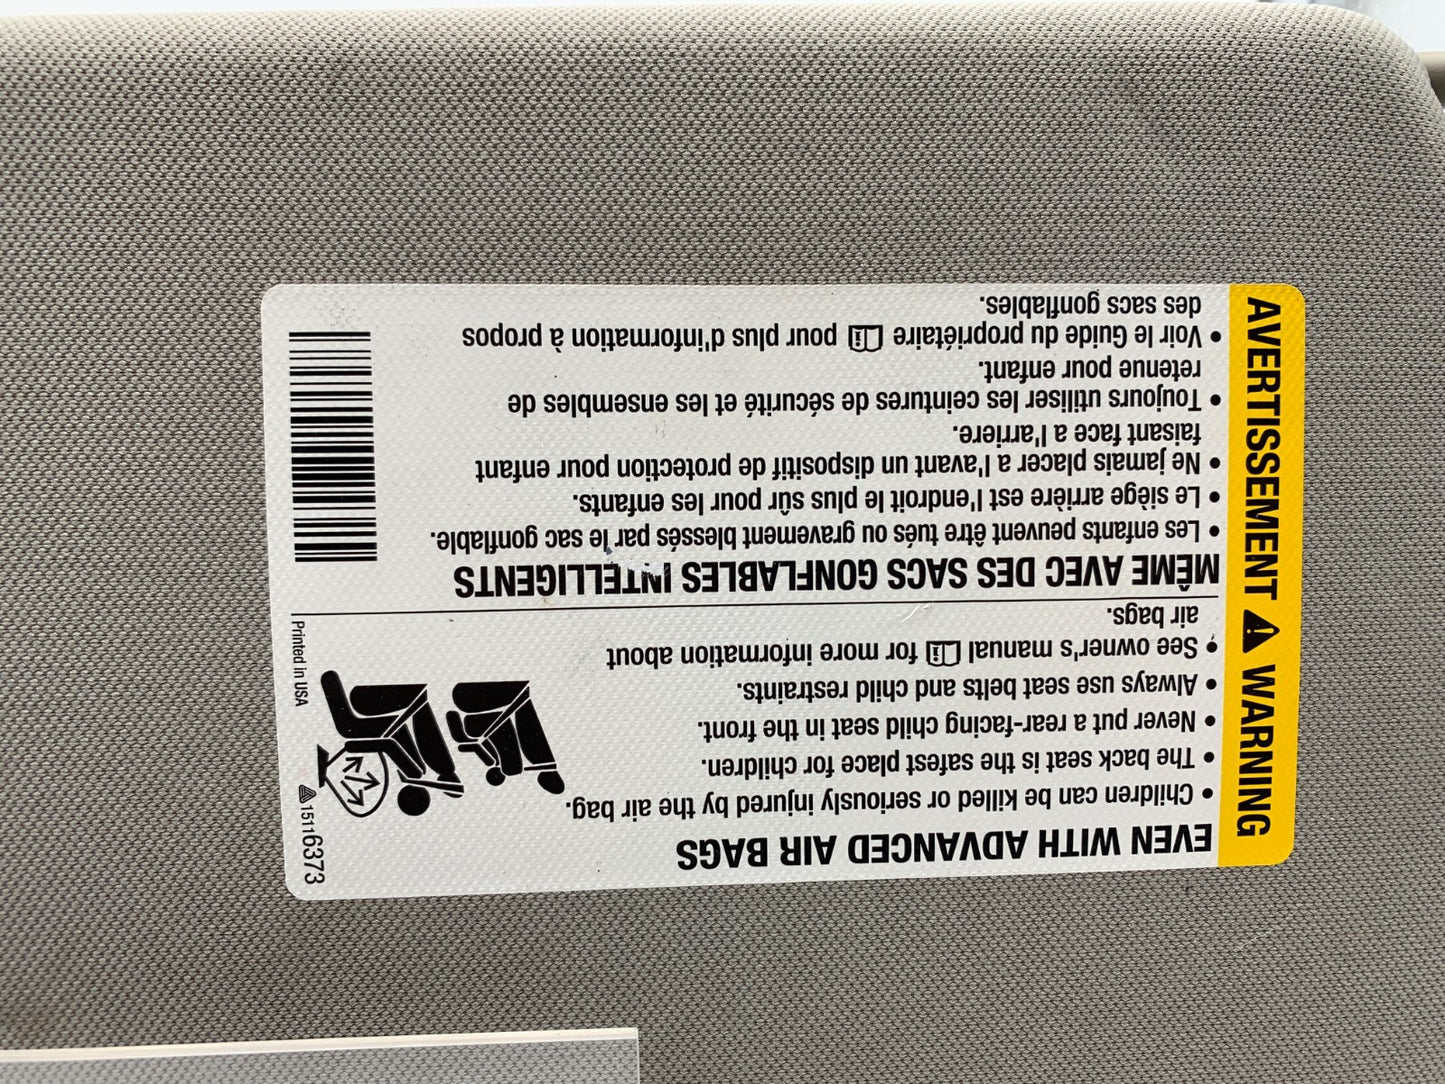 WARNING ⚠ AVERTISSEMENT
EVEN WITH ADVANCED AIR BAGS
• Children can be killed or seriously injured by the air bag.
• The back seat is the safest place for children.
• Never put a rear-facing child seat in the front.
• Always use seat belts and child restraints.
• See owner's manual for more information about
air bags.
MÊME AVEC DES SACS GONFLABLES INTELLIGENTS
• Les enfants peuvent être tués ou gravement blessés par le sac gonflable.
• Le siège arrière est l'endroit le plus sûr pour les enfants.
• Ne jamais placer a l'avant un dispositif de protection pour enfant
faisant face a l'arriere.
• Toujours utiliser les ceintures de sécurité et les ensembles de
retenue pour enfant.
• Voir le Guide du propriétaire pour plus d'information à propos
des sacs gonflables.
Printed in USA
15116373